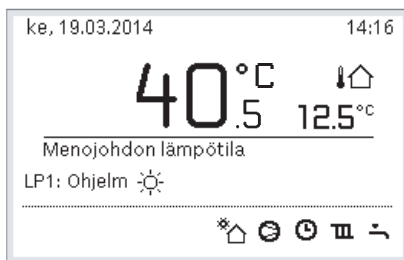 ke, 19.03.2014 14:16
40.5 °C
12.5°C
Menojohdon lämpötila
LP1: Ohjelm